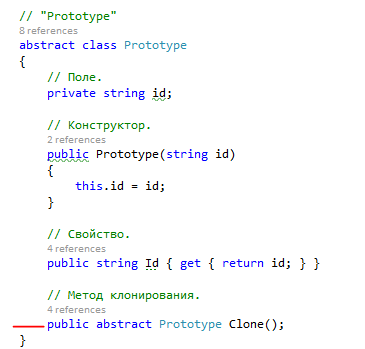 // "Prototype"
8 references
abstract class Prototype
{
// Поле.
private string id;
// Конструктор.
2 references
public Prototype(string id)
{
this.id = id;
}
// Свойство.
4 references
public string Id { get { return id; } }
// Метод клонирования.
4 references
public abstract Prototype Clone();
}